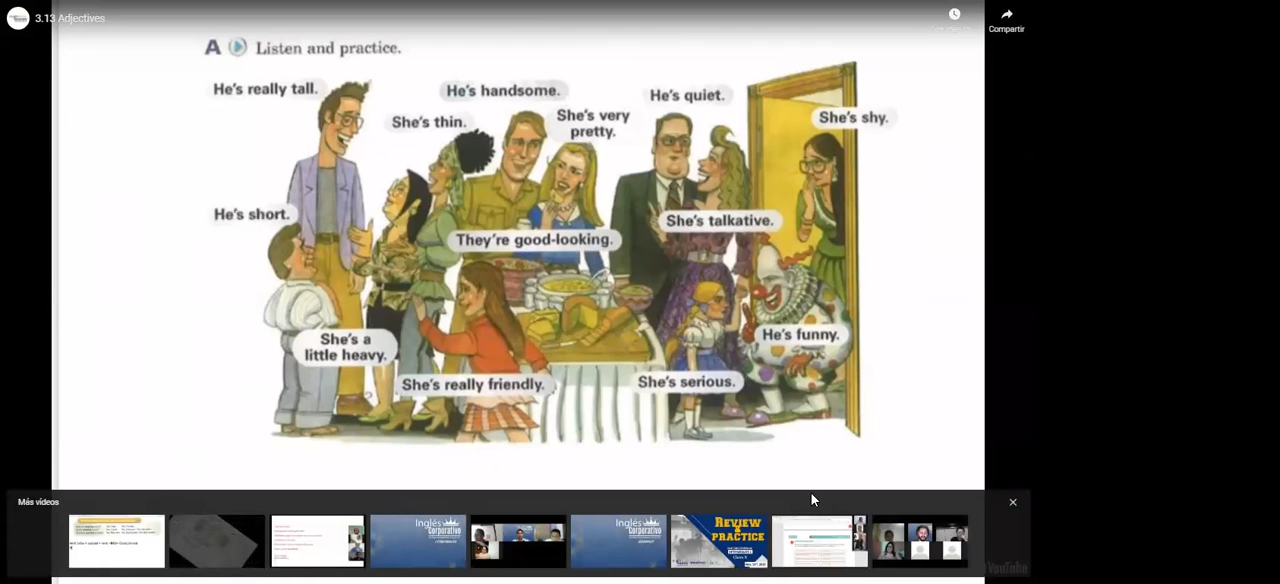 3.13 Adjectives
Compartir
A Listen and practice.
He's really tall.
He's handsome.
He's quiet.
She's thin.
She's very
pretty.
She's shy.
He's short.
They're good-looking.
She's talkative.
She's a
little heavy.
He's funny.
She's really friendly.
She's serious.
Más vídeos
Inglés
Corporativo
Inglés
Corporativo
REVIEW &
PRACTICE
YouTube